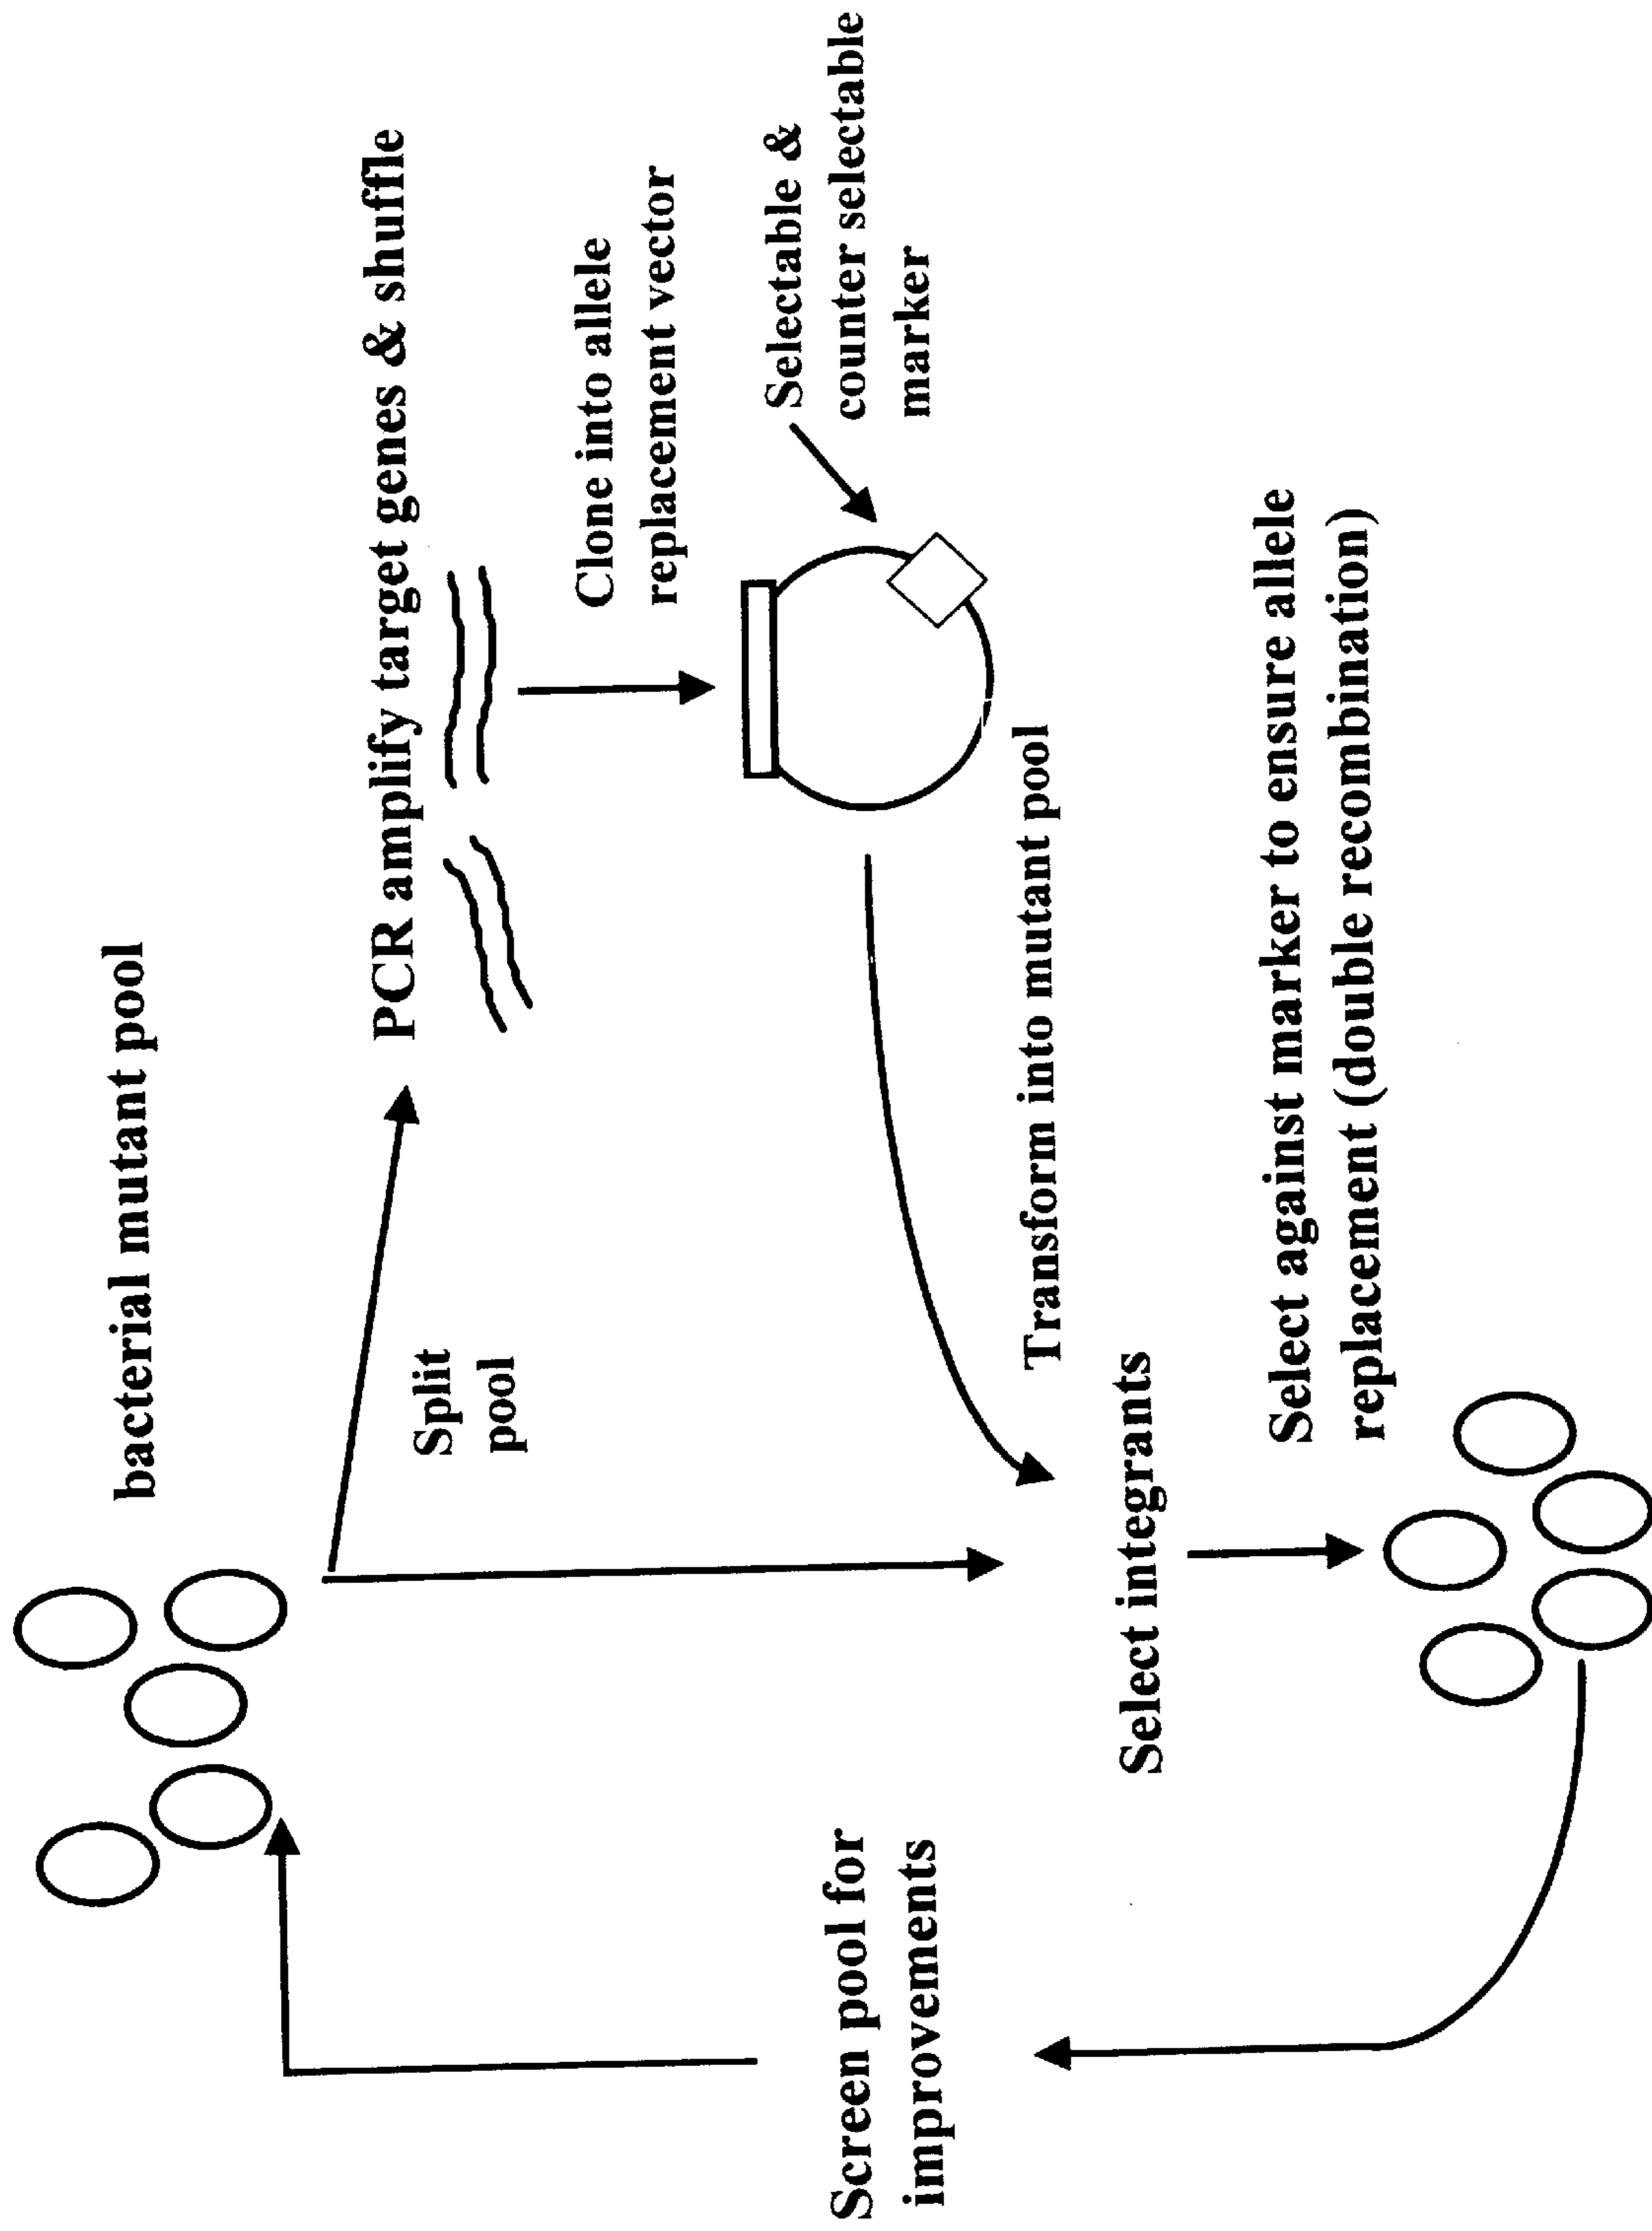 bacterial mutant pool
PCR amplify target genes & shuffle
Split
pool
Clone into allele
replacement vector
Selectable &
counter selectable
marker
Transform into mutant pool
Select integrants
Select against marker to ensure allele
replacement (double recombination)
Screen pool for
improvements